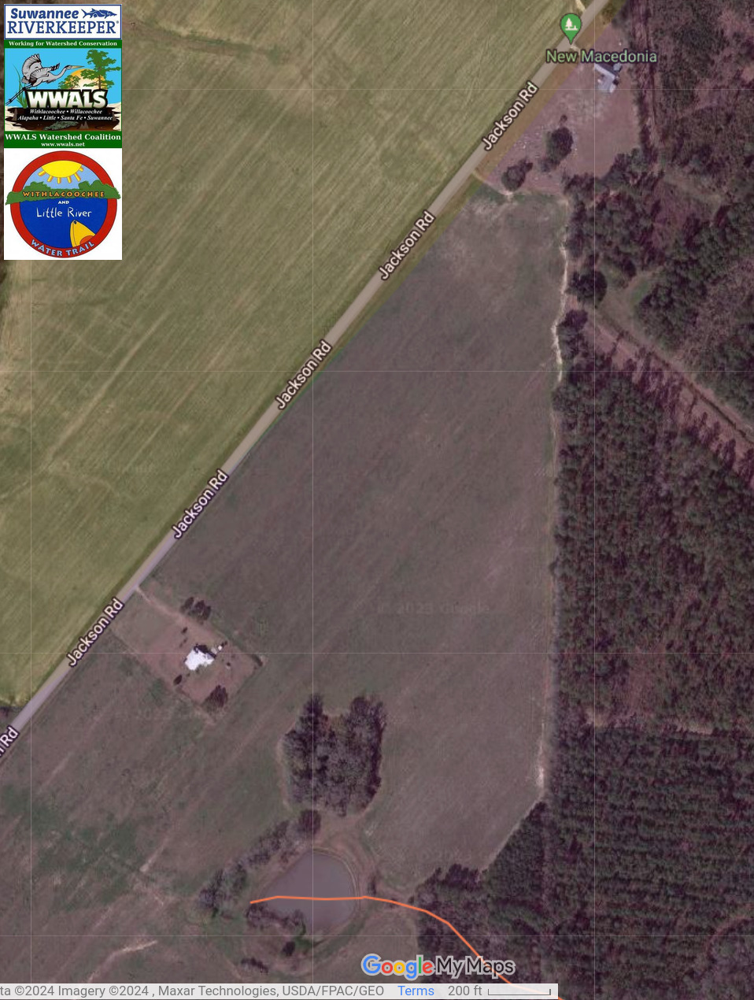 Suwannee
RIVERKEEPER®
Working for Watershed Conservation
WWALS
Withlacoochee • Willacoochee
Alapaha • Little • Santa Fe • Suwannee
WWALS Watershed Coalition
www.wwals.net
WITHLACOOCHEE
AND
Little River
WATER TRAIL
New Macedonia
Jackson Rd
Jackson Rd
Jackson Rd
Jackson Rd
Jackson Rd
Rd
Google My Maps
ta ©2024 Imagery ©2024 , Maxar Technologies, USDA/FPAC/GEO Terms 200 ft